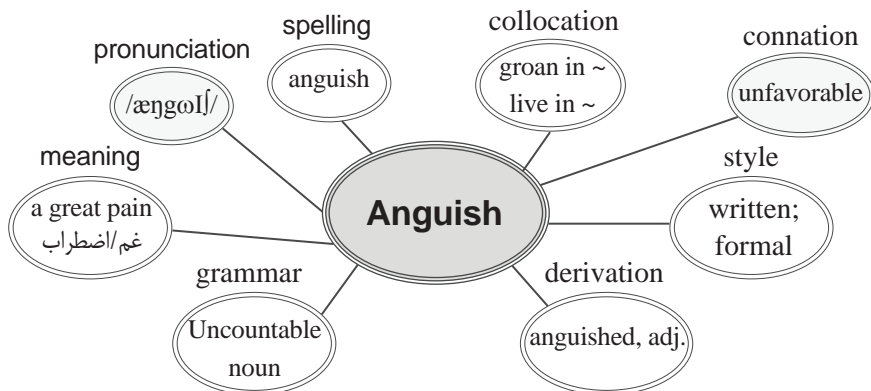 spelling
anguish
collocation
groan in ~
live in ~
connation
unfavorable
pronunciation
/æŋgωIʃ/
meaning
a great pain
غم/اضطراب
Anguish
style
written;
formal
grammar
Uncountable
noun
derivation
anguished, adj.